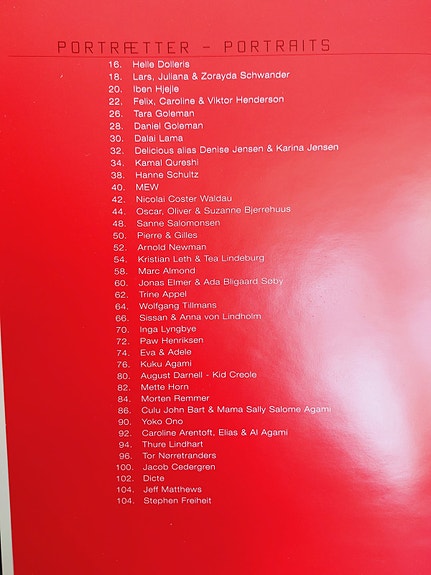 PORTRÆTTER – PORTRAITS
16. Helle Dolleris
18. Lars, Juliana & Zorayda Schwander
20. Iben Hjejle
22. Felix, Caroline & Viktor Henderson
26. Tara Goleman
28. Daniel Goleman
30. Dalai Lama
32. Delicious alias Denise Jensen & Karina Jensen
34. Kamal Qureshi
38. Hanne Schultz
40. MEW
42. Nicolai Coster Waldau
44. Oscar, Oliver & Suzanne Bjerrehuus
48. Sanne Salomonsen
50. Pierre & Gilles
52. Arnold Newman
54. Kristian Leth & Tea Lindeburg
58. Marc Almond
60. Jonas Elmer & Ada Bligaard Søby
62. Trine Appel
64. Wolfgang Tillmans
66. Sissan & Anna von Lindholm
70. Inga Lyngbye
72. Paw Henriksen
74. Eva & Adele
76. Kuku Agami
80. August Darnell - Kid Creole
82. Mette Horn
84. Morten Remmer
86. Culu John Bart & Mama Sally Salome Agami
90. Yoko Ono
92. Caroline Arentoft, Elias & Al Agami
94. Thure Lindhart
96. Tor Nørretranders
100. Jacob Cedergren
102. Dicte
104. Jeff Matthews
104. Stephen Freiheit